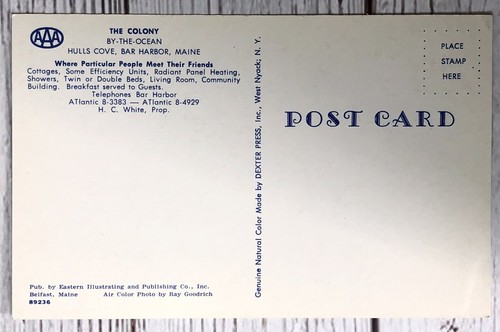 AAA
THE COLONY
BY-THE-OCEAN
HULLS COVE, BAR HARBOR, MAINE
Where Particular People Meet Their Friends
Cottages, Some Efficiency Units, Radiant Panel Heating,
Showers, Twin or Double Beds, Living Room, Community
Building. Breakfast served to Guests.
Telephones Bar Harbor
ATlantic 8-3383 — ATlantic 8-4929
H. C. White, Prop.
Pub. by Eastern Illustrating and Publishing Co., Inc.
Belfast, Maine Air Color Photo by Ray Goodrich
89236
Genuine Natural Color Made by DEXTER PRESS, Inc., West Nyack, N. Y.
POST CARD
PLACE
STAMP
HERE